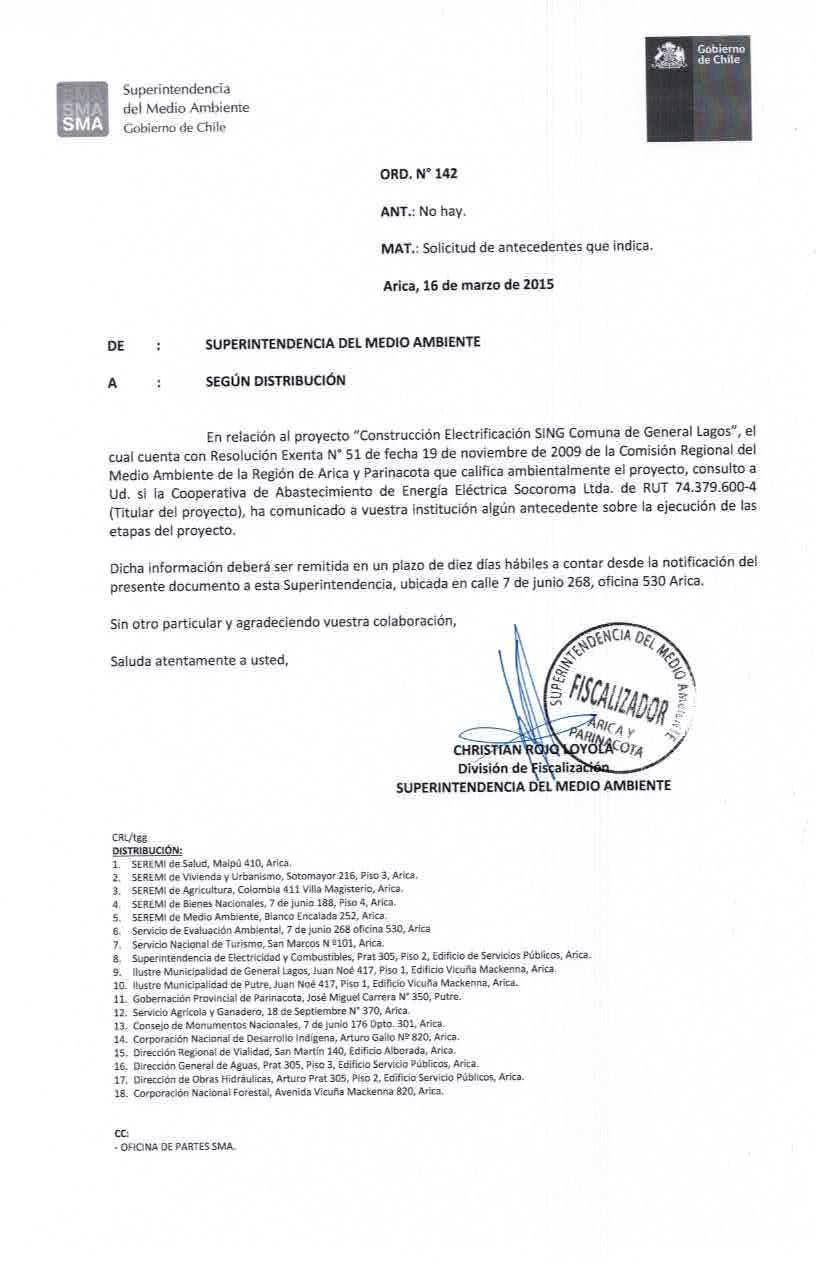 SMA
SMA
SMA
Superintendencia
del Medio Ambiente
Gobierno de Chile
Gobierno
de Chile
ORD. N° 142
ANT.: No hay.
MAT.: Solicitud de antecedentes que indica.
Arica, 16 de marzo de 2015
DE : SUPERINTENDENCIA DEL MEDIO AMBIENTE
A : SEGÚN DISTRIBUCIÓN
En relación al proyecto “Construcción Electrificación SING Comuna de General Lagos”, el
cual cuenta con Resolución Exenta N° 51 de fecha 19 de noviembre de 2009 de la Comisión Regional del
Medio Ambiente de la Región de Arica y Parinacota que califica ambientalmente el proyecto, consulto a
Ud. si la Cooperativa de Abastecimiento de Energía Eléctrica Socoroma Ltda. de RUT 74.379.600-4
(Titular del proyecto), ha comunicado a vuestra institución algún antecedente sobre la ejecución de las
etapas del proyecto.
Dicha información deberá ser remitida en un plazo de diez días hábiles a contar desde la notificación del
presente documento a esta Superintendencia, ubicada en calle 7 de junio 268, oficina 530 Arica.
Sin otro particular y agradeciendo vuestra colaboración,
Saluda atentamente a usted,
SUPERINTENDENCIA DEL MEDIO AMBIENTE
FISCALIZADOR
ARICA Y
PARINACOTA
CHRISTIAN ROJO LOYOLA
División de Fiscalización
SUPERINTENDENCIA DEL MEDIO AMBIENTE
CRL/tgg
DISTRIBUCIÓN:
1. SEREMI de Salud, Maipú 410, Arica.
2. SEREMI de Vivienda y Urbanismo, Sotomayor 216, Piso 3, Arica.
3. SEREMI de Agricultura, Colombia 411 Villa Magisterio, Arica.
4. SEREMI de Bienes Nacionales, 7 de junio 188, Piso 4, Arica.
5. SEREMI de Medio Ambiente, Blanco Encalada 252, Arica.
6. Servicio de Evaluación Ambiental, 7 de junio 268 oficina 530, Arica
7. Servicio Nacional de Turismo, San Marcos N º101, Arica.
8. Superintendencia de Electricidad y Combustibles, Prat 305, Piso 2, Edificio de Servicios Públicos, Arica.
9. Ilustre Municipalidad de General Lagos, Juan Noé 417, Piso 1, Edificio Vicuña Mackenna, Arica.
10. Ilustre Municipalidad de Putre, Juan Noé 417, Piso 1, Edificio Vicuña Mackenna, Arica.
11. Gobernación Provincial de Parinacota, José Miguel Carrera N° 350, Putre.
12. Servicio Agrícola y Ganadero, 18 de Septiembre N° 370, Arica.
13. Consejo de Monumentos Nacionales, 7 de junio 176 Dpto. 301, Arica.
14. Corporación Nacional de Desarrollo Indígena, Arturo Gallo Nº 820, Arica.
15. Dirección Regional de Vialidad, San Martín 140, Edificio Alborada, Arica.
16. Dirección General de Aguas, Prat 305, Piso 3, Edificio Servicio Públicos, Arica.
17. Dirección de Obras Hidráulicas, Arturo Prat 305, Piso 2, Edificio Servicio Públicos, Arica.
18. Corporación Nacional Forestal, Avenida Vicuña Mackenna 820, Arica.
CC:
- OFICINA DE PARTES SMA.